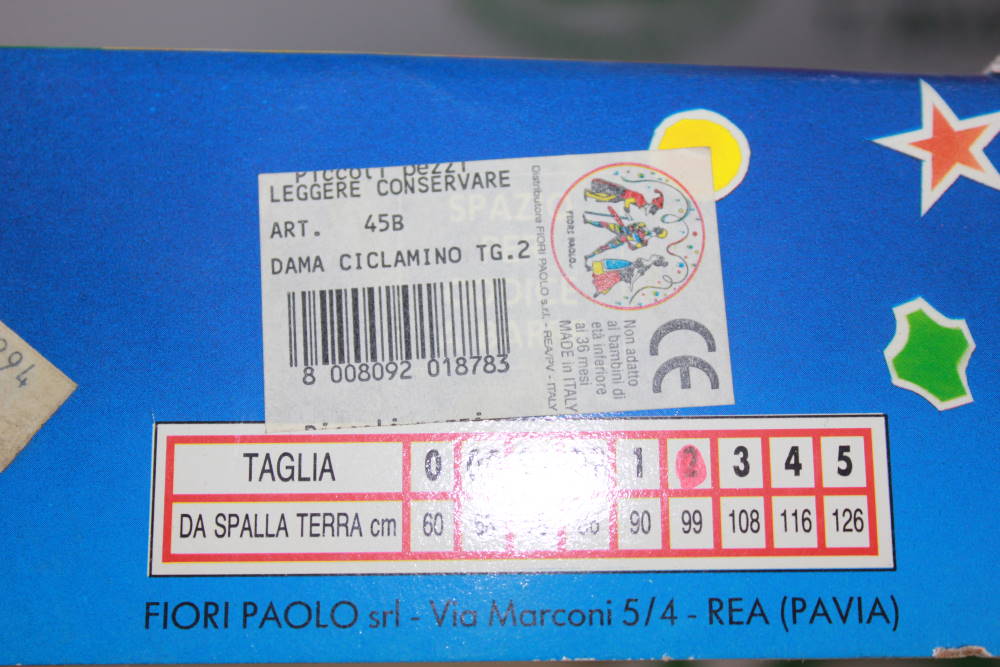 Piccoli pezzi
LEGGERE CONSERVARE
ART. 45B
DAMA CICLAMINO TG.2
8 008092 018783
Distributore FIORI PAOLO s.r.l. - REA/PV - ITALY
FIORI PAOLO
Non adatto
ai bambini di
età inferiore
ai 36 mesi
MADE in ITALY
CE
994
TAGLIA 0 1 2 3 4 5
DA SPALLA TERRA cm 60 90 99 108 116 126
FIORI PAOLO srl - Via Marconi 5/4 - REA (PAVIA)